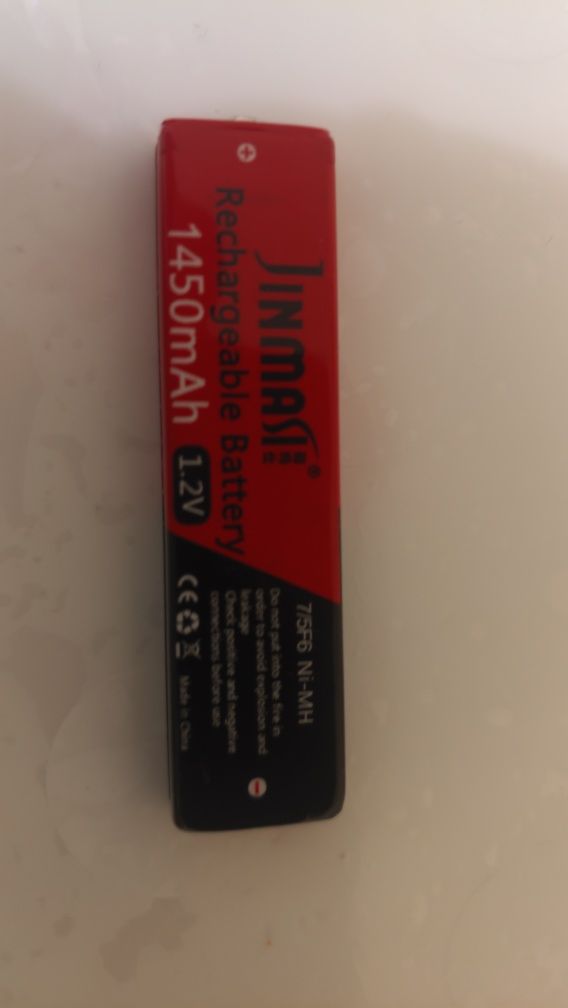 JINMASI®
Rechargeable Battery
1450mAh 1.2V
7/5F6 Ni-MH
Do not put into the fire in
order to avoid explosion and
leakage
Check positive and negative
connections before use
CE Made in China